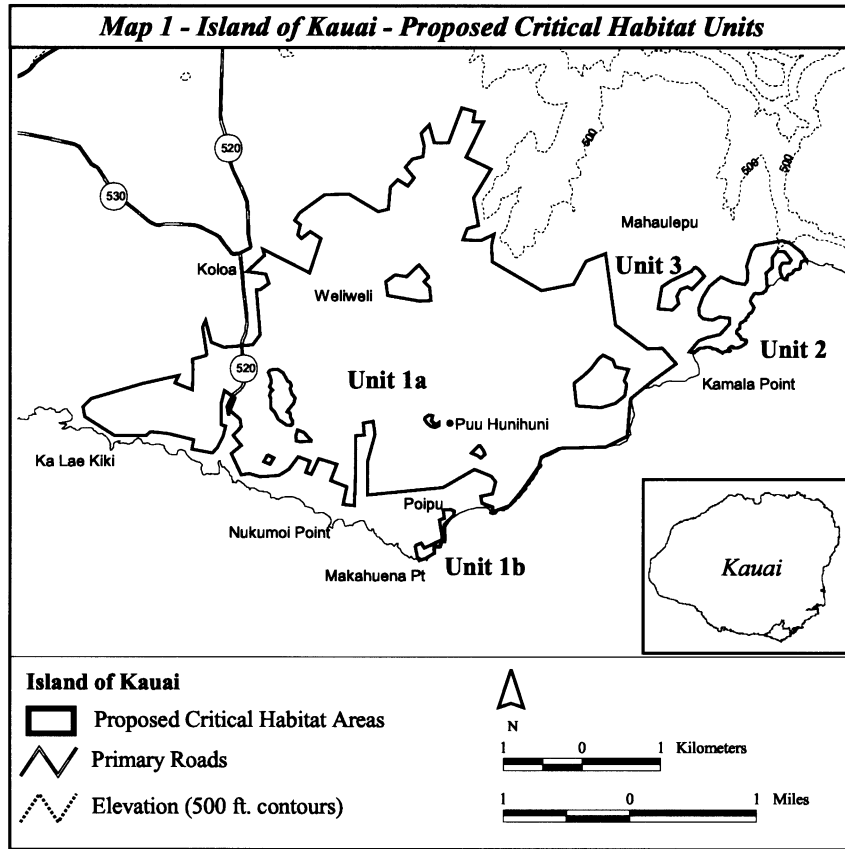 Map 1 - Island of Kauai - Proposed Critical Habitat Units
520
530
500
500
500
Mahaulepu
Koloa
Unit 3
Weliweli
520
Unit 1a
Unit 2
Kamala Point
Puu Hunihuni
Ka Lae Kiki
Poipu
Nukumoi Point
Makahuena Pt
Unit 1b
Kauai
Island of Kauai
Proposed Critical Habitat Areas
Primary Roads
Elevation (500 ft. contours)
N
1 0 1 Kilometers
1 0 1 Miles